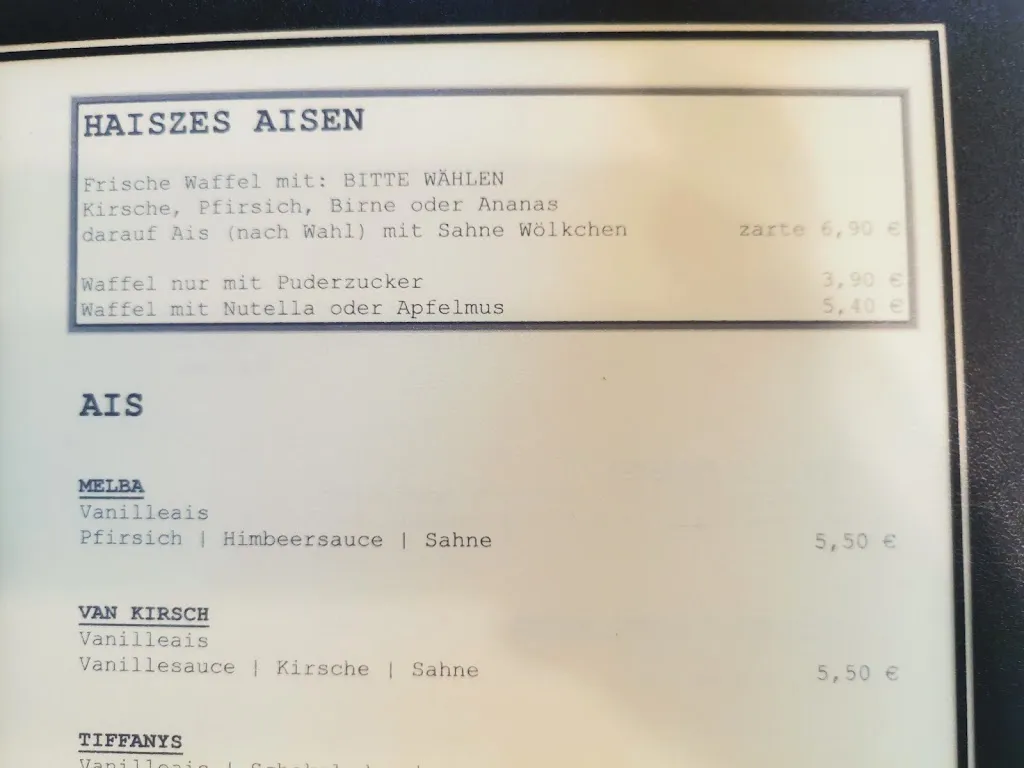 HAISZES AISEN
Frische Waffel mit: BITTE WÄHLEN
Kirsche, Pfirsich, Birne oder Ananas
darauf Ais (nach Wahl) mit Sahne Wölkchen zarte 6,90 €
Waffel nur mit Puderzucker 3,90 €
Waffel mit Nutella oder Apfelmus 5,40 €
AIS
MELBA
Vanilleais
Pfirsich | Himbeersauce | Sahne 5,50 €
VAN KIRSCH
Vanilleais
Vanillesauce | Kirsche | Sahne 5,50 €
TIFFANYS
Vanilleais |